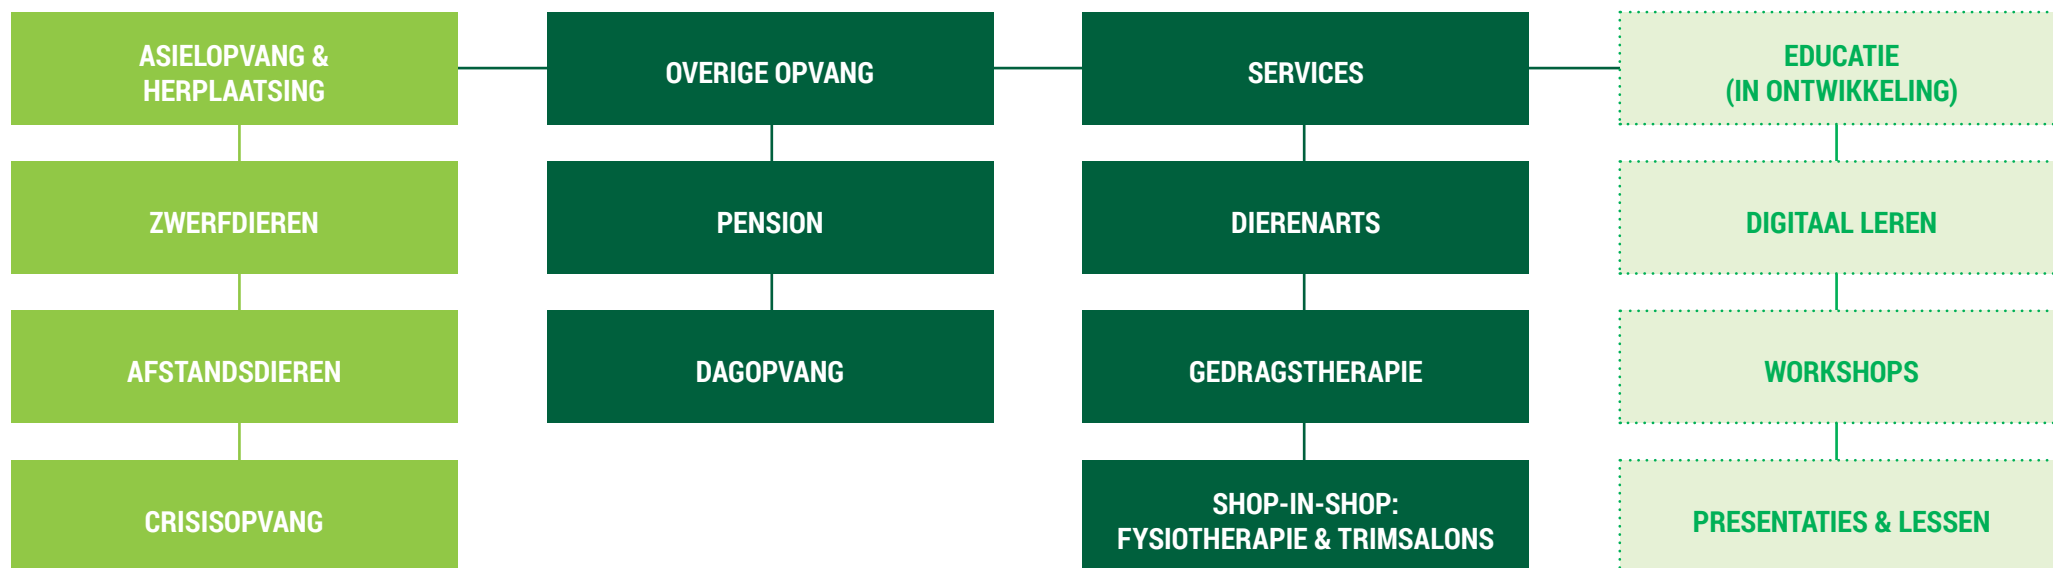 ASIELOPVANG &
HERPLAATSING
OVERIGE OPVANG
SERVICES
EDUCATIE
(IN ONTWIKKELING)
ZWERFDIEREN
PENSION
DIERENARTS
DIGITAAL LEREN
AFSTANDSDIEREN
DAGOPVANG
GEDRAGSTHERAPIE
WORKSHOPS
CRISISOPVANG
SHOP-IN-SHOP:
FYSIOTHERAPIE & TRIMSALONS
PRESENTATIES & LESSEN